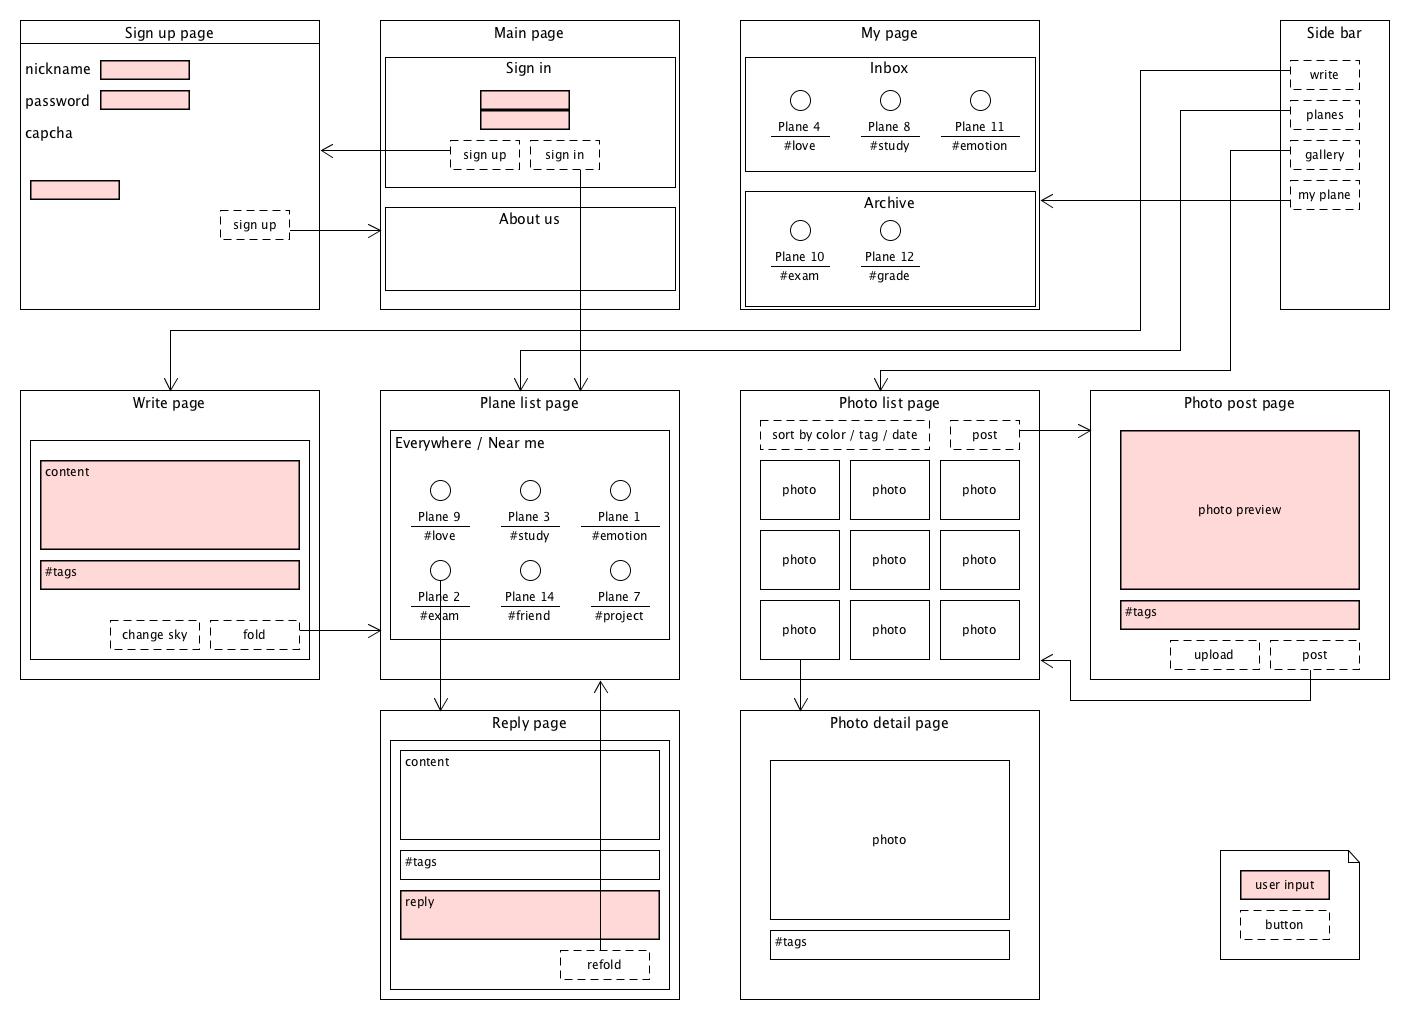 Sign up page
nickname
password
capcha
sign up
Main page
Sign in
sign up
sign in
About us
My page
Inbox
Plane 4
#love
Plane 8
#study
Plane 11
#emotion
Archive
Plane 10
#exam
Plane 12
#grade
Side bar
write
planes
gallery
my plane
Write page
content
#tags
change sky
fold
Plane list page
Everywhere / Near me
Plane 9
#love
Plane 3
#study
Plane 1
#emotion
Plane 2
#exam
Plane 14
#friend
Plane 7
#project
Photo list page
sort by color / tag / date
post
photo
photo
photo
photo
photo
photo
photo
photo
photo
Photo post page
photo preview
#tags
upload
post
Reply page
content
#tags
reply
refold
Photo detail page
photo
#tags
user input
button